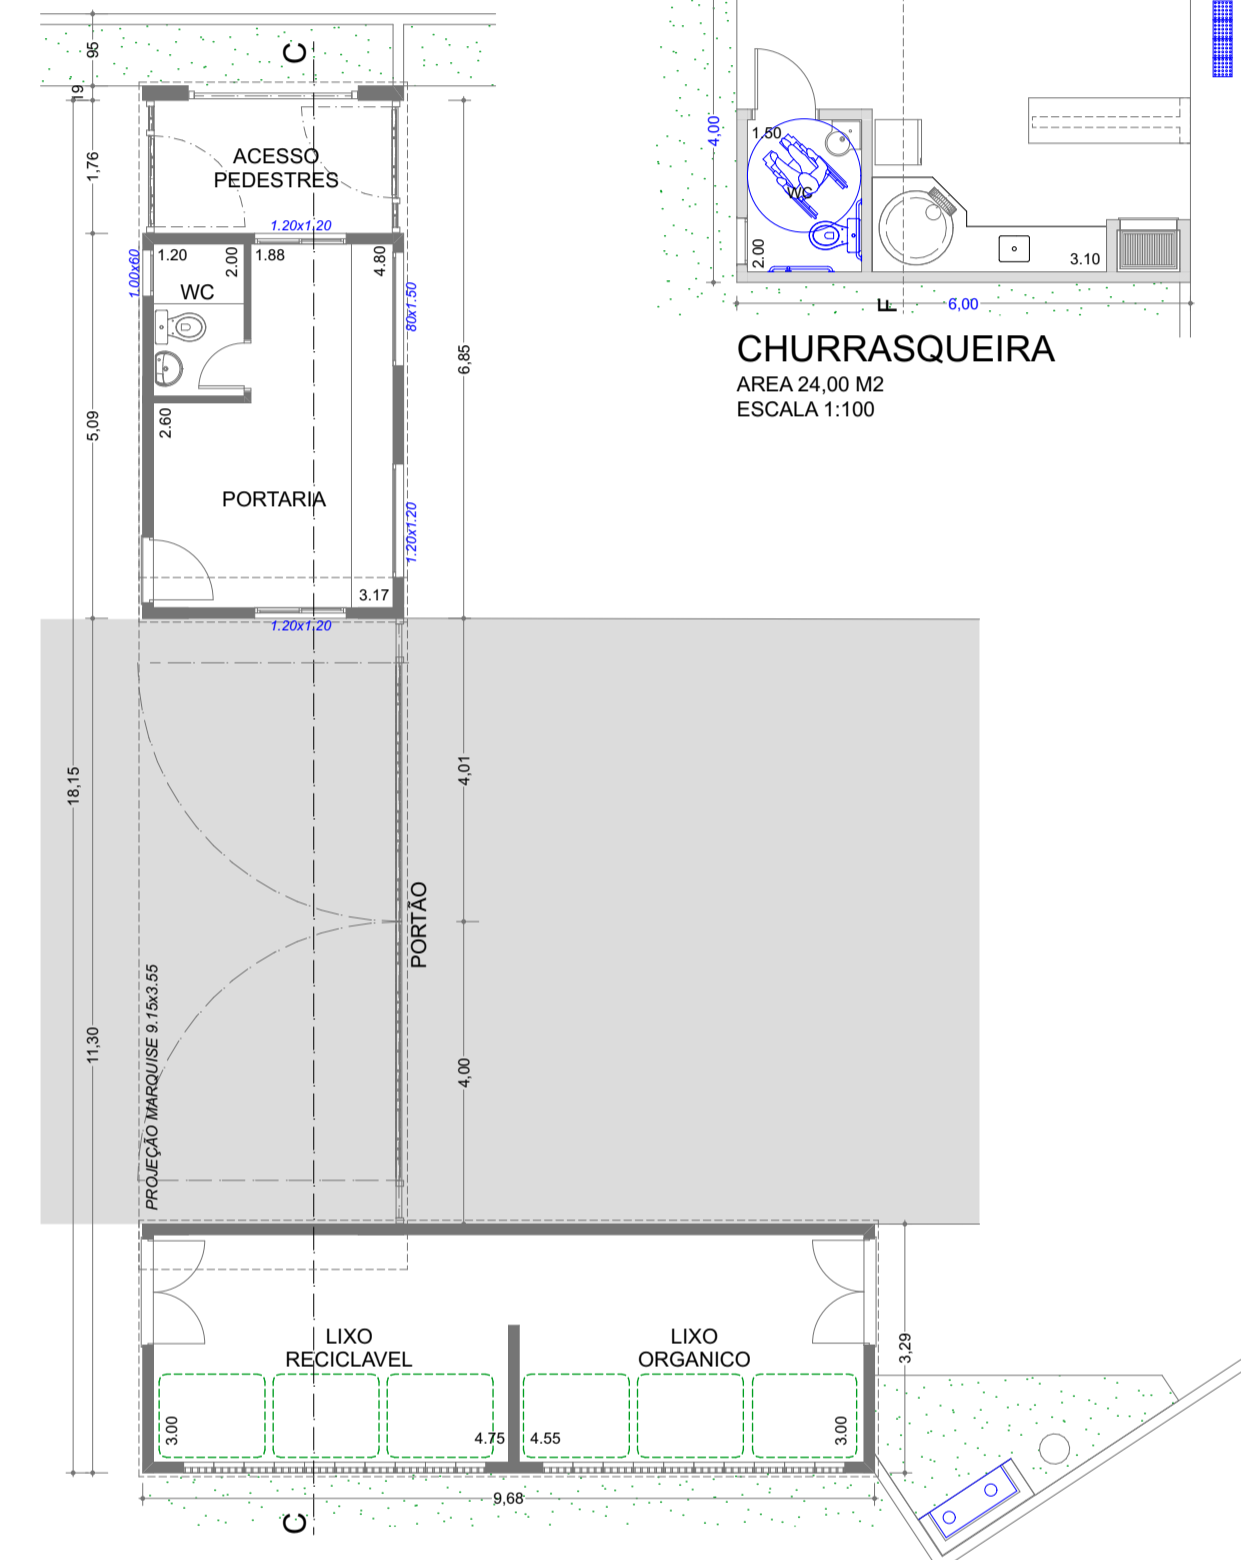 95
C
19
ACESSO
PEDESTRES
1,76
1.20x1.20
1.00x60
1.20
2.00
1.88
4.80
WC
80x1.50
6,85
5,09
2.60
PORTARIA
1.20x1.20
3.17
1.20x1.20
18,15
4,01
PORTÃO
PROJEÇÃO MARQUISE 9.15x3.55
11,30
4,00
LIXO
RECICLAVEL
LIXO
ORGANICO
3,29
3.00
4.75
4.55
3.00
9,68
C
4,00
1.50
WC
2.00
3.10
F
6,00
CHURRASQUEIRA
AREA 24,00 M2
ESCALA 1:100